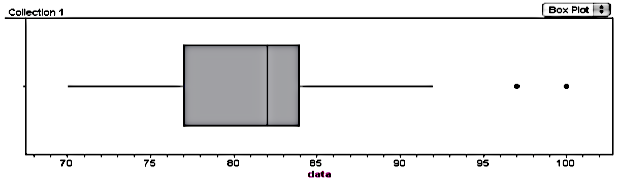 Collection 1 Box Plot
70 75 80 85 90 95 100
data